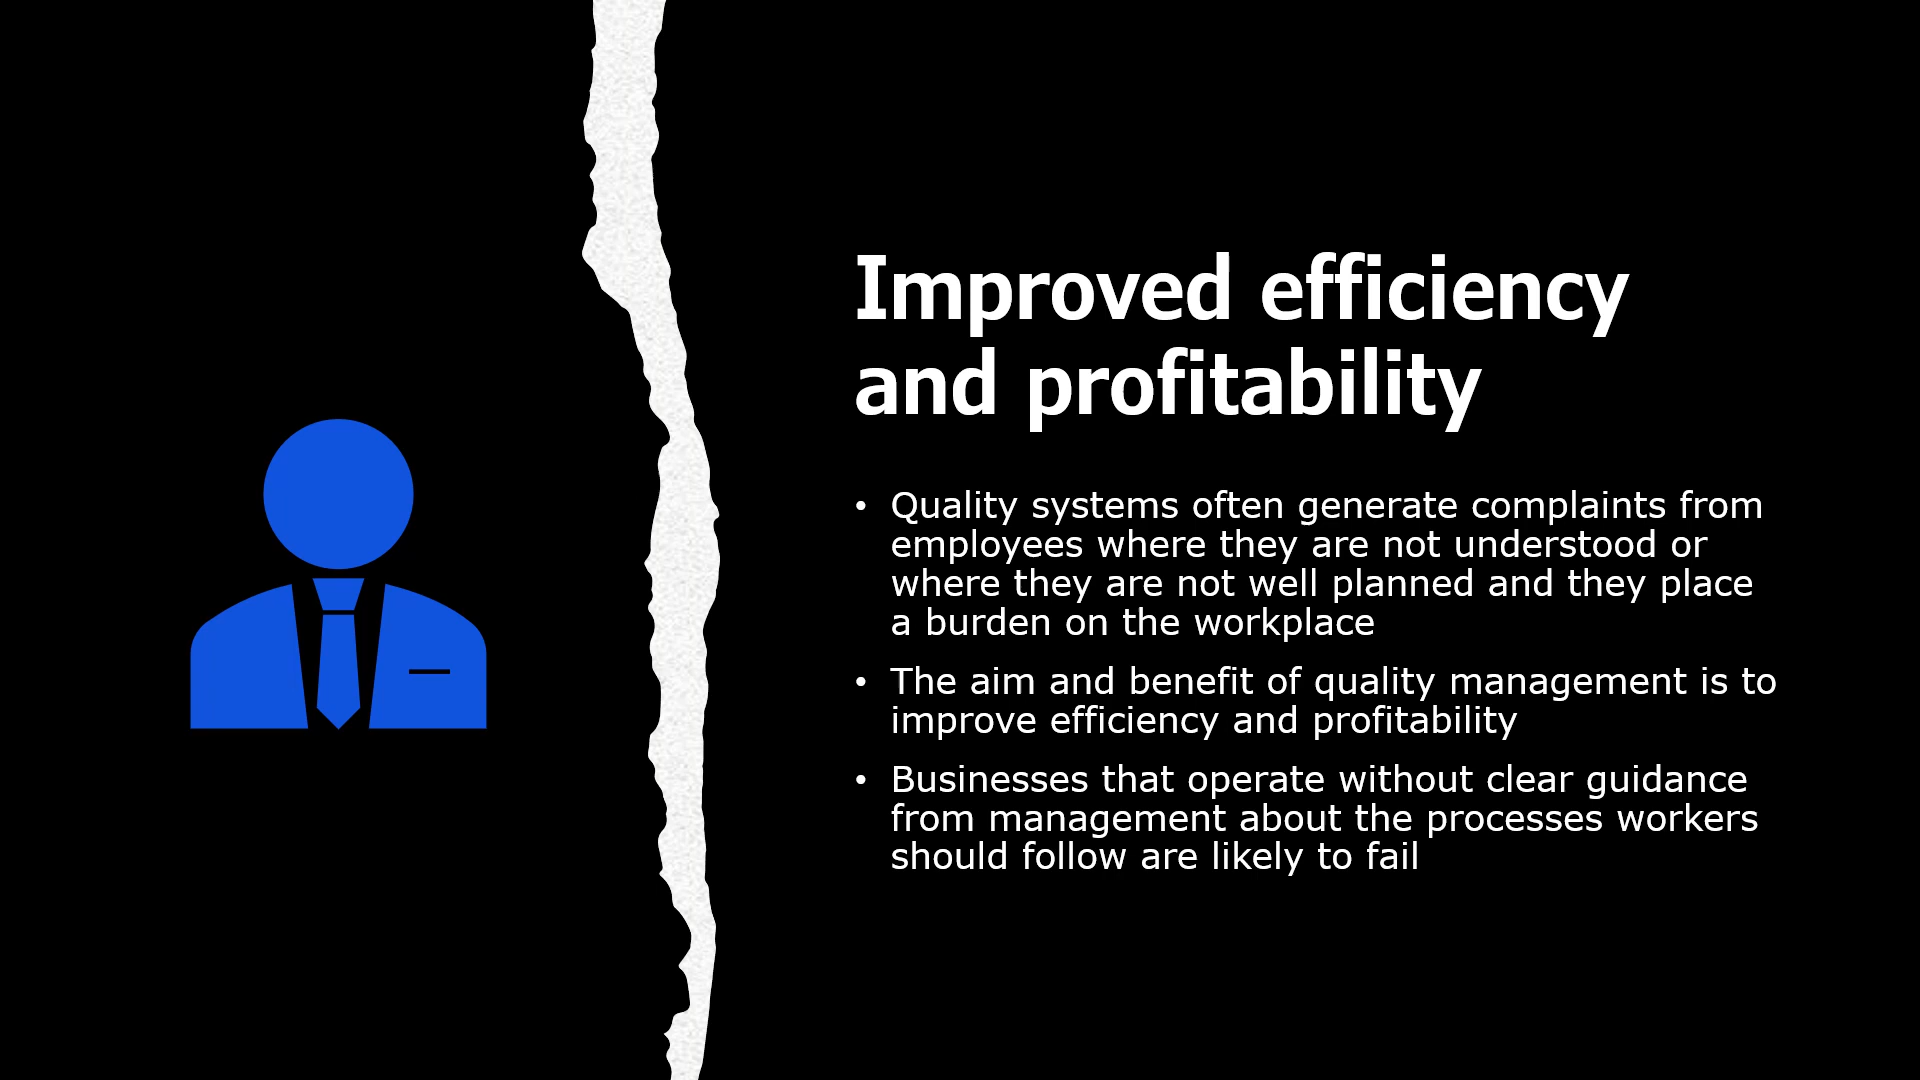 Improved efficiency
and profitability
• Quality systems often generate complaints from
employees where they are not understood or
where they are not well planned and they place
a burden on the workplace
• The aim and benefit of quality management is to
improve efficiency and profitability
• Businesses that operate without clear guidance
from management about the processes workers
should follow are likely to fail